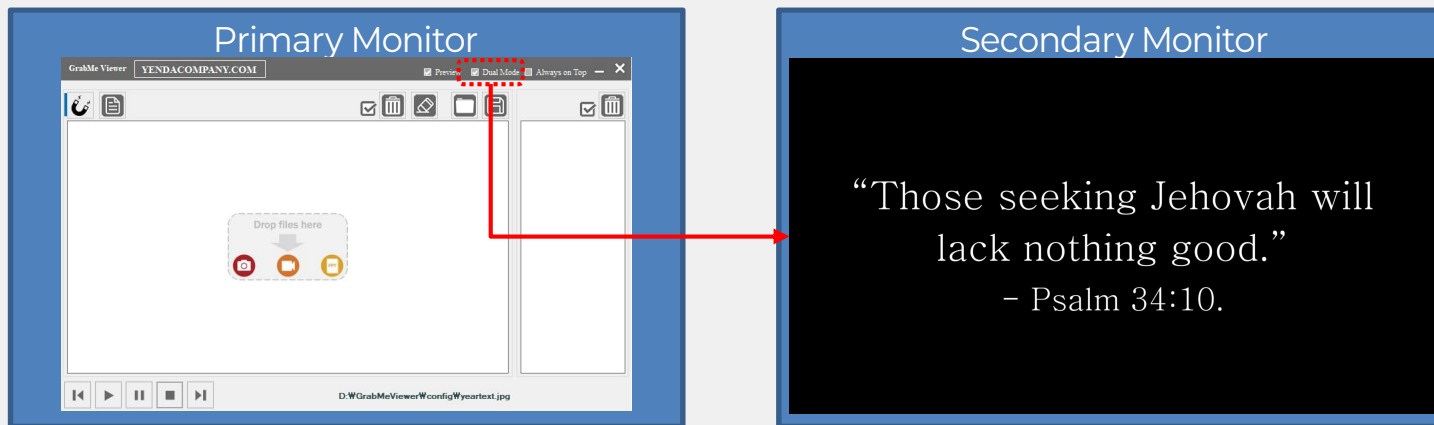 Primary Monitor
GrabMe Viewer YENDACOMPANY.COM Preview Dual Mode Always on Top
Drop files here
D:₩GrabMeViewer₩config₩yeartext.jpg
Secondary Monitor
“Those seeking Jehovah will
lack nothing good.”
– Psalm 34:10.